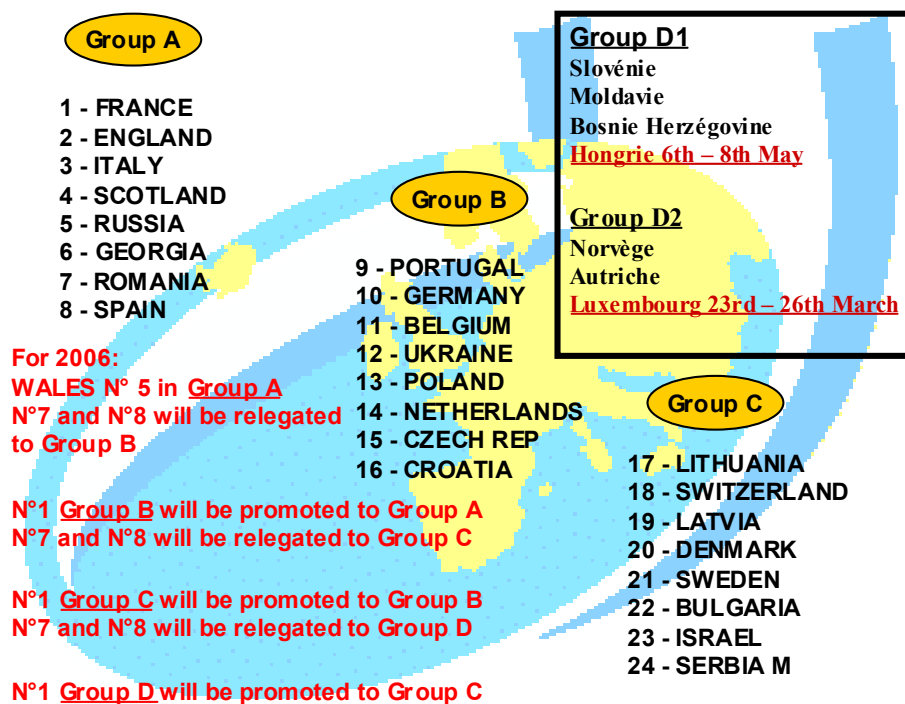 Group A
1 - FRANCE
2 - ENGLAND
3 - ITALY
4 - SCOTLAND
5 - RUSSIA
6 - GEORGIA
7 - ROMANIA
8 - SPAIN
For 2006:
WALES N° 5 in Group A
N°7 and N°8 will be relegated
to Group B
N°1 Group B will be promoted to Group A
N°7 and N°8 will be relegated to Group C
N°1 Group C will be promoted to Group B
N°7 and N°8 will be relegated to Group D
N°1 Group D will be promoted to Group C
Group B
9 - PORTUGAL
10 - GERMANY
11 - BELGIUM
12 - UKRAINE
13 - POLAND
14 - NETHERLANDS
15 - CZECH REP
16 - CROATIA
Group D1
Slovénie
Moldavie
Bosnie Herzégovine
Hongrie 6th – 8th May
Group D2
Norvège
Autriche
Luxembourg 23rd – 26th March
Group C
17 - LITHUANIA
18 - SWITZERLAND
19 - LATVIA
20 - DENMARK
21 - SWEDEN
22 - BULGARIA
23 - ISRAEL
24 - SERBIA M